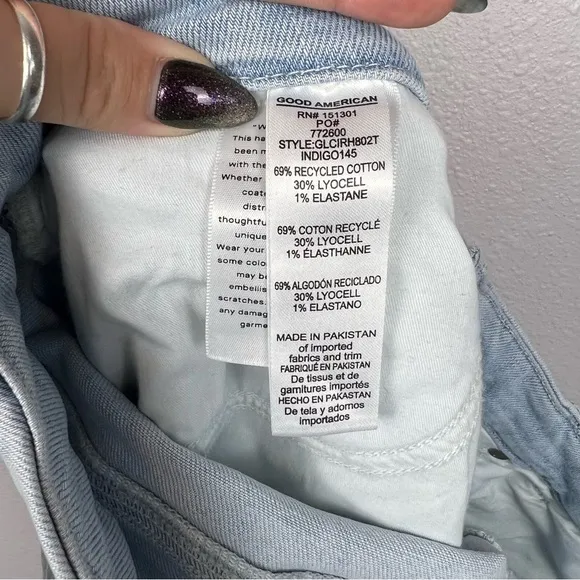 GOOD AMERICAN
RN# 151301
PO#
772600
STYLE:GLCIRH802T
INDIGO145
69% RECYCLED COTTON
30% LYOCELL
1% ELASTANE
69% COTON RECYCLÉ
30% LYOCELL
1% ÉLASTHANNE
69% ALGODÓN RECICLADO
30% LYOCELL
1% ELASTANO
MADE IN PAKISTAN
of imported
fabrics and trim
FABRIQUÉ EN PAKISTAN
De tissus et de
garnitures importés
HECHO EN PAKASTAN
De tela y adornos
importados
"W
This ha
been m
with the
Whether
coate
distr
thoughtfu
unique
Wear your
some colo
may b
embellis
scratches.
any damag
garme